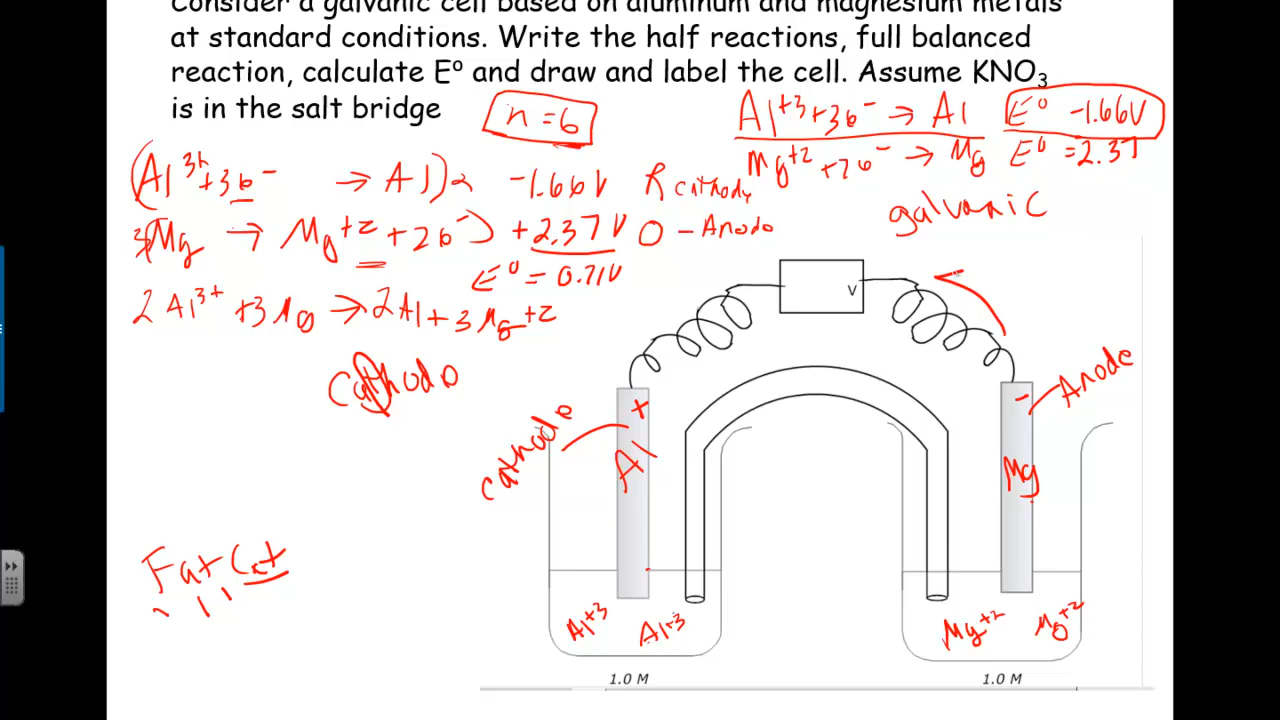 Consider a galvanic cell based on aluminum and magnesium metals
at standard conditions. Write the half reactions, full balanced
reaction, calculate Eº and draw and label the cell. Assume KNO₃
is in the salt bridge
n = 6
Al⁺³ + 3e⁻ → Al E° -1.66V
Mg⁺² + 2e⁻ → Mg E° = 2.37
(Al³⁺ + 3e⁻ → Al)2 -1.66V R cathode
3(Mg → Mg⁺² + 2e⁻) +2.37V O - Anode
galvanic
E° = 0.71V
2Al³⁺ + 3Mg → 2Al + 3Mg⁺²
V
Cathode
Cathode
+
Al
-
Anode
Mg
Fat Cat
Al⁺³ Al⁺³
Mg⁺² Mg⁺²
1.0 M 1.0 M